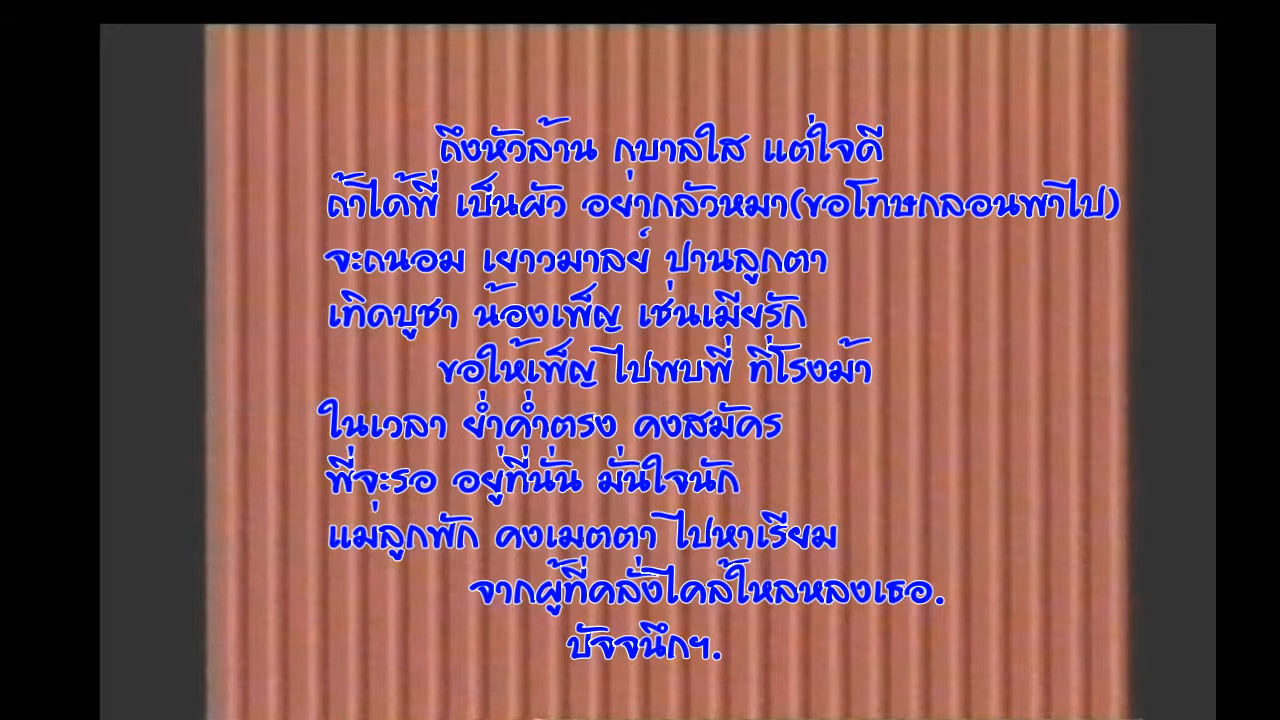 ถึงหัวล้าน กบาลใส แต่ใจดี
ถ้าได้พี่ เป็นผัว อย่ากลัวหมา(ขอโทษกลอนพาไป)
จะถนอม เยาวมาลย์ ปานลูกตา
เทิดบูชา น้องเพ็ญ เช่นเมียรัก
ขอให้เพ็ญ ไปพบพี่ ที่โรงม้า
ในเวลา ย่ำค่ำตรง คงสมัคร
พี่จะรอ อยู่ที่นั่น มั่นใจนัก
แม่ลูกพัก คงเมตตา ไปหาเรียม
จากผู้ที่คลั่งไคล้ใหลหลงเธอ.
ปัจจนึกฯ.